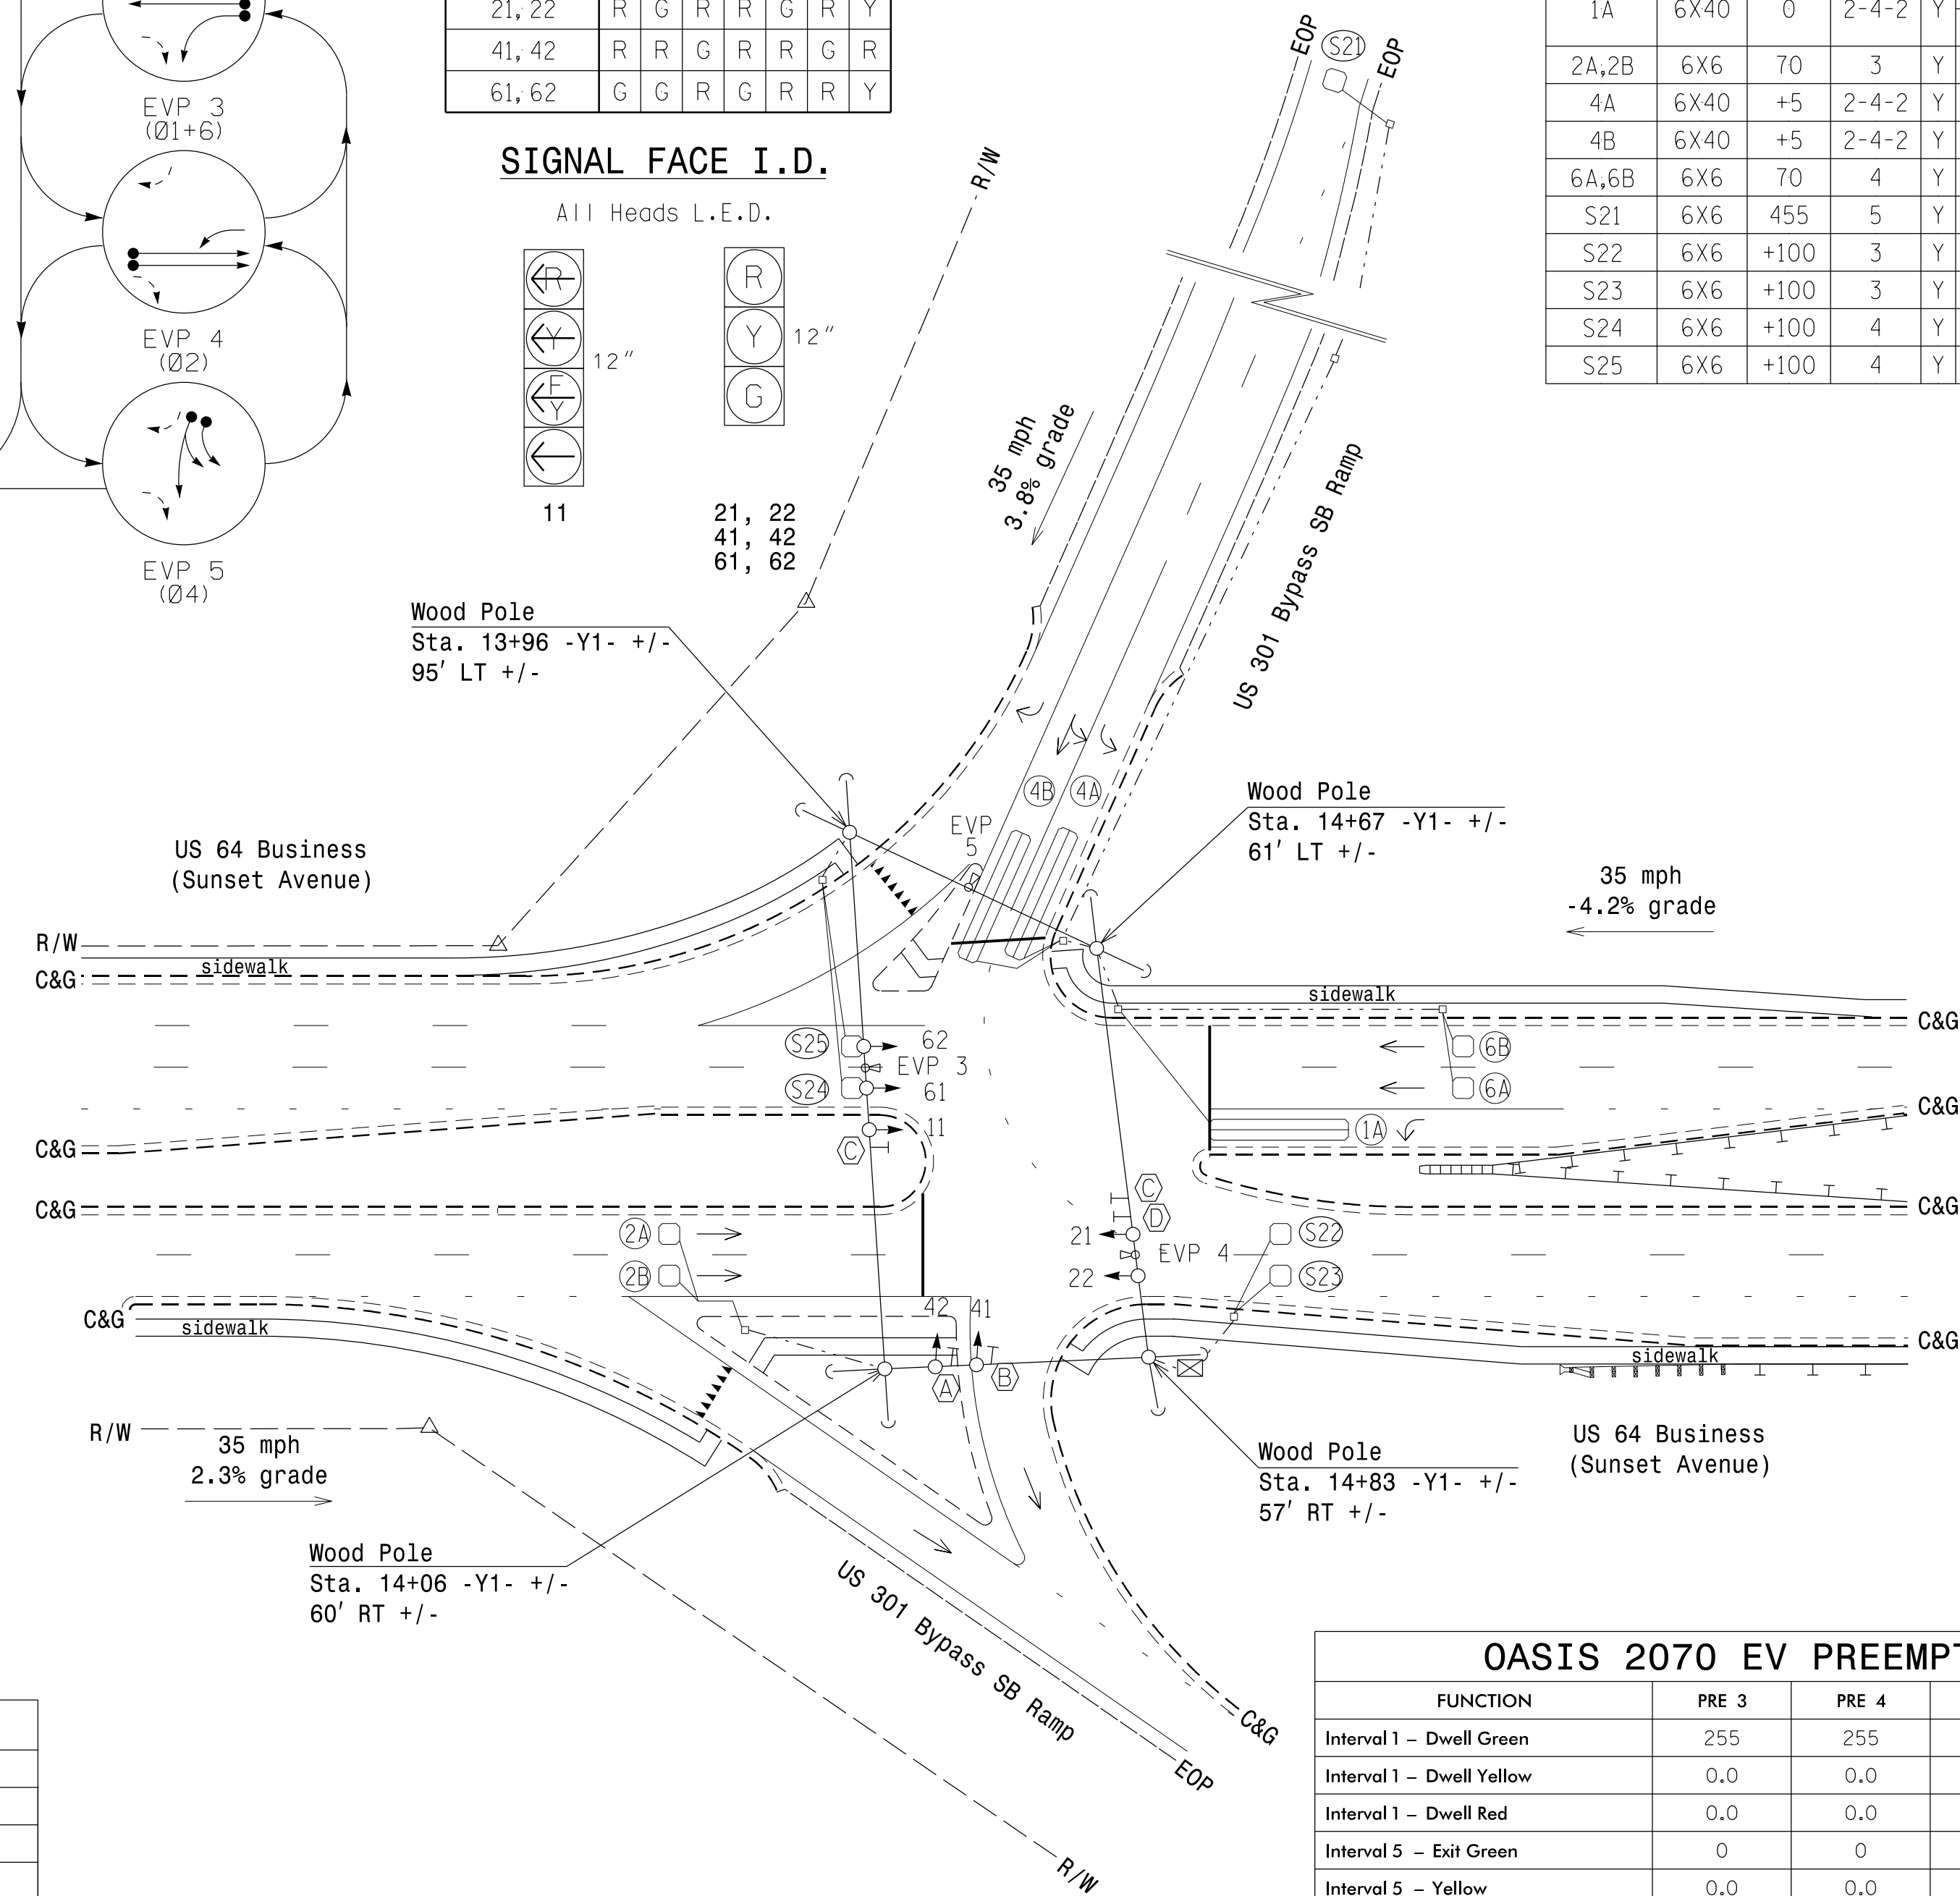 21, 22 R G R R G R Y
41, 42 R R G R R G R
61, 62 G G R G R R Y
SIGNAL FACE I.D.
All Heads L.E.D.
R
Y
F
Y
12"
R
Y
G
12"
11
21, 22
41, 42
61, 62
EVP 3
(Ø1+6)
EVP 4
(Ø2)
EVP 5
(Ø4)
1A 6X40 0 2-4-2 Y
2A,2B 6X6 70 3 Y
4A 6X40 +5 2-4-2 Y
4B 6X40 +5 2-4-2 Y
6A,6B 6X6 70 4 Y
S21 6X6 455 5 Y
S22 6X6 +100 3 Y
S23 6X6 +100 3 Y
S24 6X6 +100 4 Y
S25 6X6 +100 4 Y
EOP
S21
EOP
R/W
35 mph
3.8% grade
US 301 Bypass SB Ramp
Wood Pole
Sta. 13+96 -Y1- +/-
95' LT +/-
Wood Pole
Sta. 14+67 -Y1- +/-
61' LT +/-
4B
4A
EVP
5
US 64 Business
(Sunset Avenue)
35 mph
-4.2% grade
R/W
sidewalk
C&G
sidewalk
C&G
S25
62
EVP 3
S24
61
11
C
6B
6A
1A
C&G
C&G
C&G
C&G
C
D
2A
2B
21
EVP 4
22
S22
S23
42
41
C&G
sidewalk
C&G
sidewalk
A
B
R/W
35 mph
2.3% grade
US 64 Business
(Sunset Avenue)
Wood Pole
Sta. 14+83 -Y1- +/-
57' RT +/-
Wood Pole
Sta. 14+06 -Y1- +/-
60' RT +/-
US 301 Bypass SB Ramp
C&G
EOP
R/W
OASIS 2070 EV PREEMP
FUNCTION PRE 3 PRE 4
Interval 1 – Dwell Green 255 255
Interval 1 – Dwell Yellow 0.0 0.0
Interval 1 – Dwell Red 0.0 0.0
Interval 5 – Exit Green 0 0
Interval 5 – Yellow 0.0 0.0